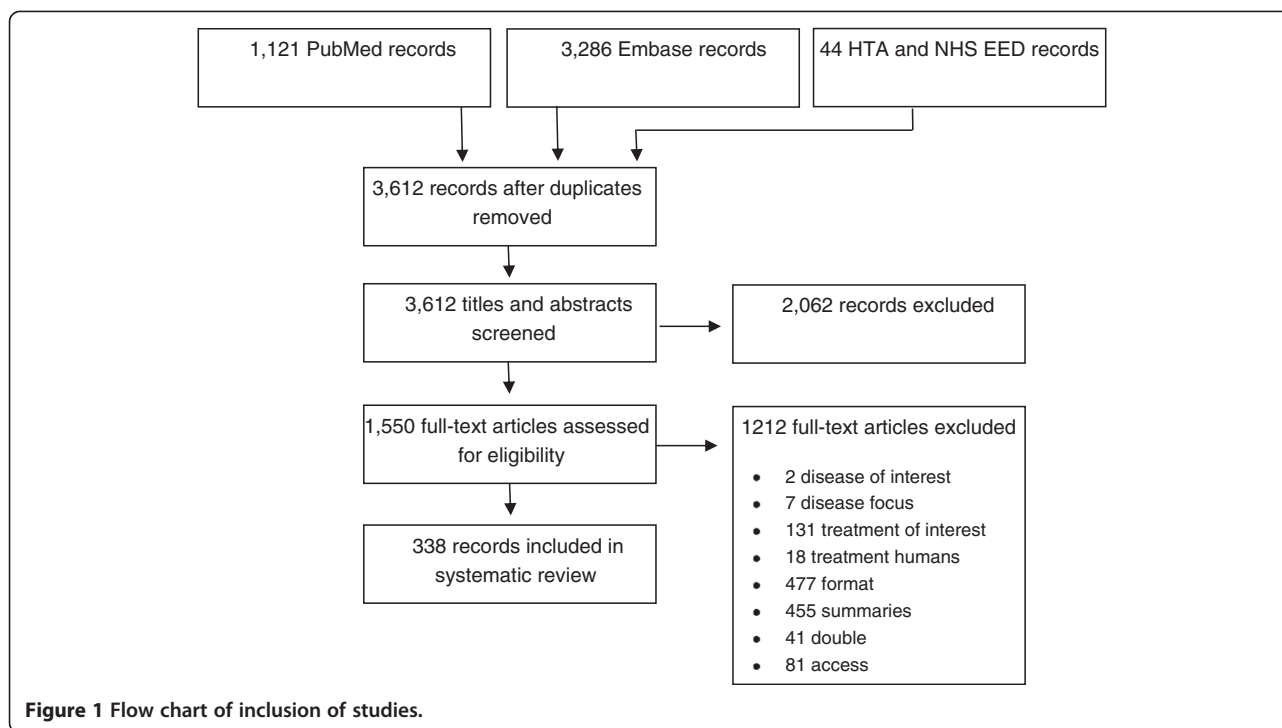 1,121 PubMed records
3,286 Embase records
44 HTA and NHS EED records
3,612 records after duplicates
removed
3,612 titles and abstracts
screened
2,062 records excluded
1,550 full-text articles assessed
for eligibility
1212 full-text articles excluded
• 2 disease of interest
• 7 disease focus
• 131 treatment of interest
• 18 treatment humans
• 477 format
• 455 summaries
• 41 double
• 81 access
338 records included in
systematic review
Figure 1 Flow chart of inclusion of studies.